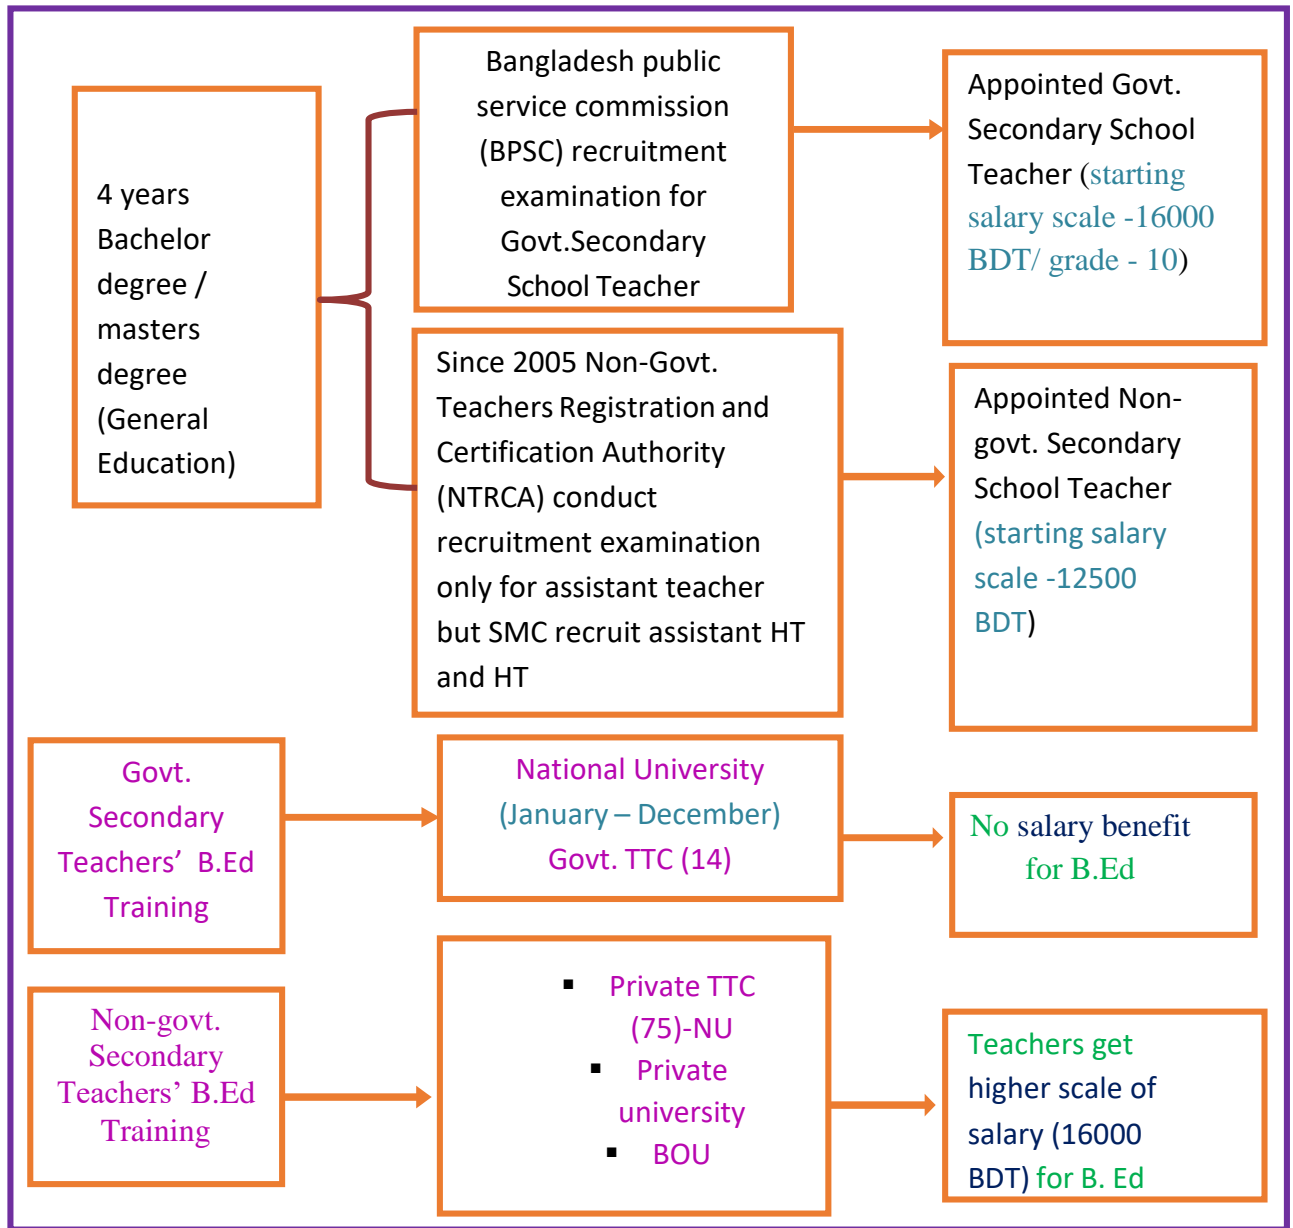 4 years
Bachelor
degree /
masters
degree
(General
Education)
Bangladesh public
service commission
(BPSC) recruitment
examination for
Govt.Secondary
School Teacher
Appointed Govt.
Secondary School
Teacher (starting
salary scale -16000
BDT/ grade - 10)
Since 2005 Non-Govt.
Teachers Registration and
Certification Authority
(NTRCA) conduct
recruitment examination
only for assistant teacher
but SMC recruit assistant HT
and HT
Appointed Non-
govt. Secondary
School Teacher
(starting salary
scale -12500
BDT)
Govt.
Secondary
Teachers’ B.Ed
Training
National University
(January – December)
Govt. TTC (14)
No salary benefit
for B.Ed
Non-govt.
Secondary
Teachers’ B.Ed
Training
▪ Private TTC
(75)-NU
▪ Private
university
▪ BOU
Teachers get
higher scale of
salary (16000
BDT) for B. Ed